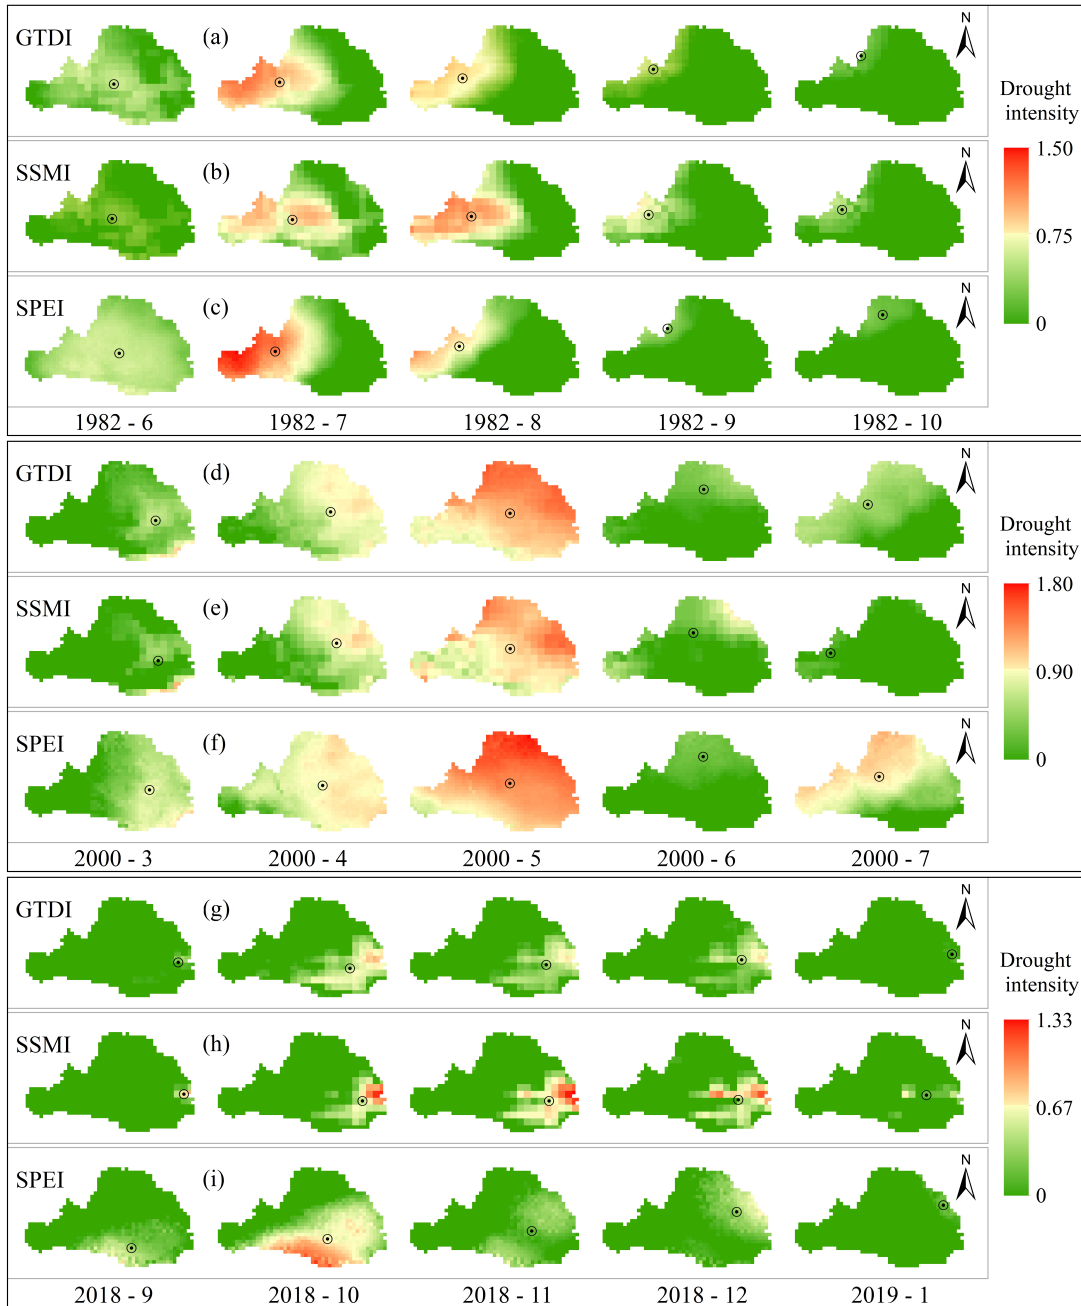 GTDI (a) N
Drought
intensity
SSMI (b) N
1.50
0.75
0
SPEI (c) N
1982 - 6 1982 - 7 1982 - 8 1982 - 9 1982 - 10
GTDI (d) N
Drought
intensity
SSMI (e) N
1.80
0.90
0
SPEI (f) N
2000 - 3 2000 - 4 2000 - 5 2000 - 6 2000 - 7
GTDI (g) N
Drought
intensity
SSMI (h) N
1.33
0.67
0
SPEI (i) N
2018 - 9 2018 - 10 2018 - 11 2018 - 12 2019 - 1